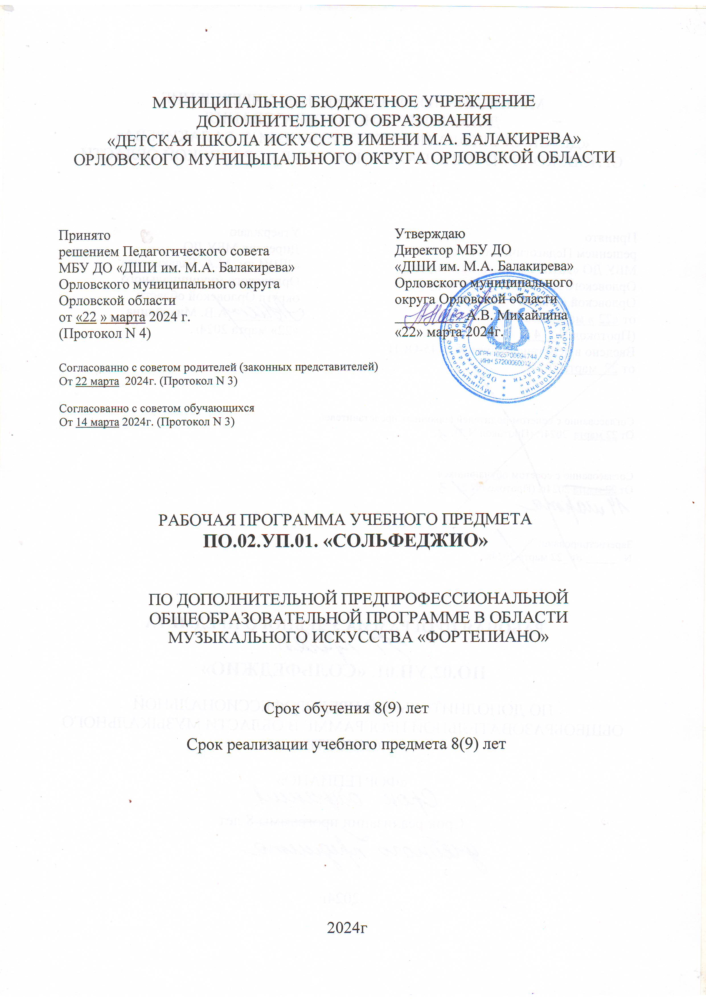 МУНИЦИПАЛЬНОЕ БЮДЖЕТНОЕ УЧРЕЖДЕНИЕ
ДОПОЛНИТЕЛЬНОГО ОБРАЗОВАНИЯ
«ДЕТСКАЯ ШКОЛА ИСКУССТВ ИМЕНИ М.А. БАЛАКИРЕВА»
ОРЛОВСКОГО МУНИЦЫПАЛЬНОГО ОКРУГА ОРЛОВСКОЙ ОБЛАСТИ
Принято
решением Педагогического совета
МБУ ДО «ДШИ им. М.А. Балакирева»
Орловского муниципального округа
Орловской области
от «22 » марта 2024 г.
(Протокол N 4)
Согласованно с советом родителей (законных представителей)
От 22 марта 2024г. (Протокол N 3)
Согласованно с советом обучающихся
От 14 марта 2024г. (Протокол N 3)
Утверждаю
Директор МБУ ДО
«ДШИ им. М.А. Балакирева»
Орловского муниципального
округа Орловской области
__________А.В. Михайлина
«22» марта 2024г.
ОГРН 1025700694744
ИНН 57200060012
РАБОЧАЯ ПРОГРАММА УЧЕБНОГО ПРЕДМЕТА
ПО.02.УП.01. «СОЛЬФЕДЖИО»
ПО ДОПОЛНИТЕЛЬНОЙ ПРЕДПРОФЕССИОНАЛЬНОЙ
ОБЩЕОБРАЗОВАТЕЛЬНОЙ ПРОГРАММЕ В ОБЛАСТИ
МУЗЫКАЛЬНОГО ИСКУССТВА «ФОРТЕПИАНО»
Срок обучения 8(9) лет
Срок реализации учебного предмета 8(9) лет
2024г